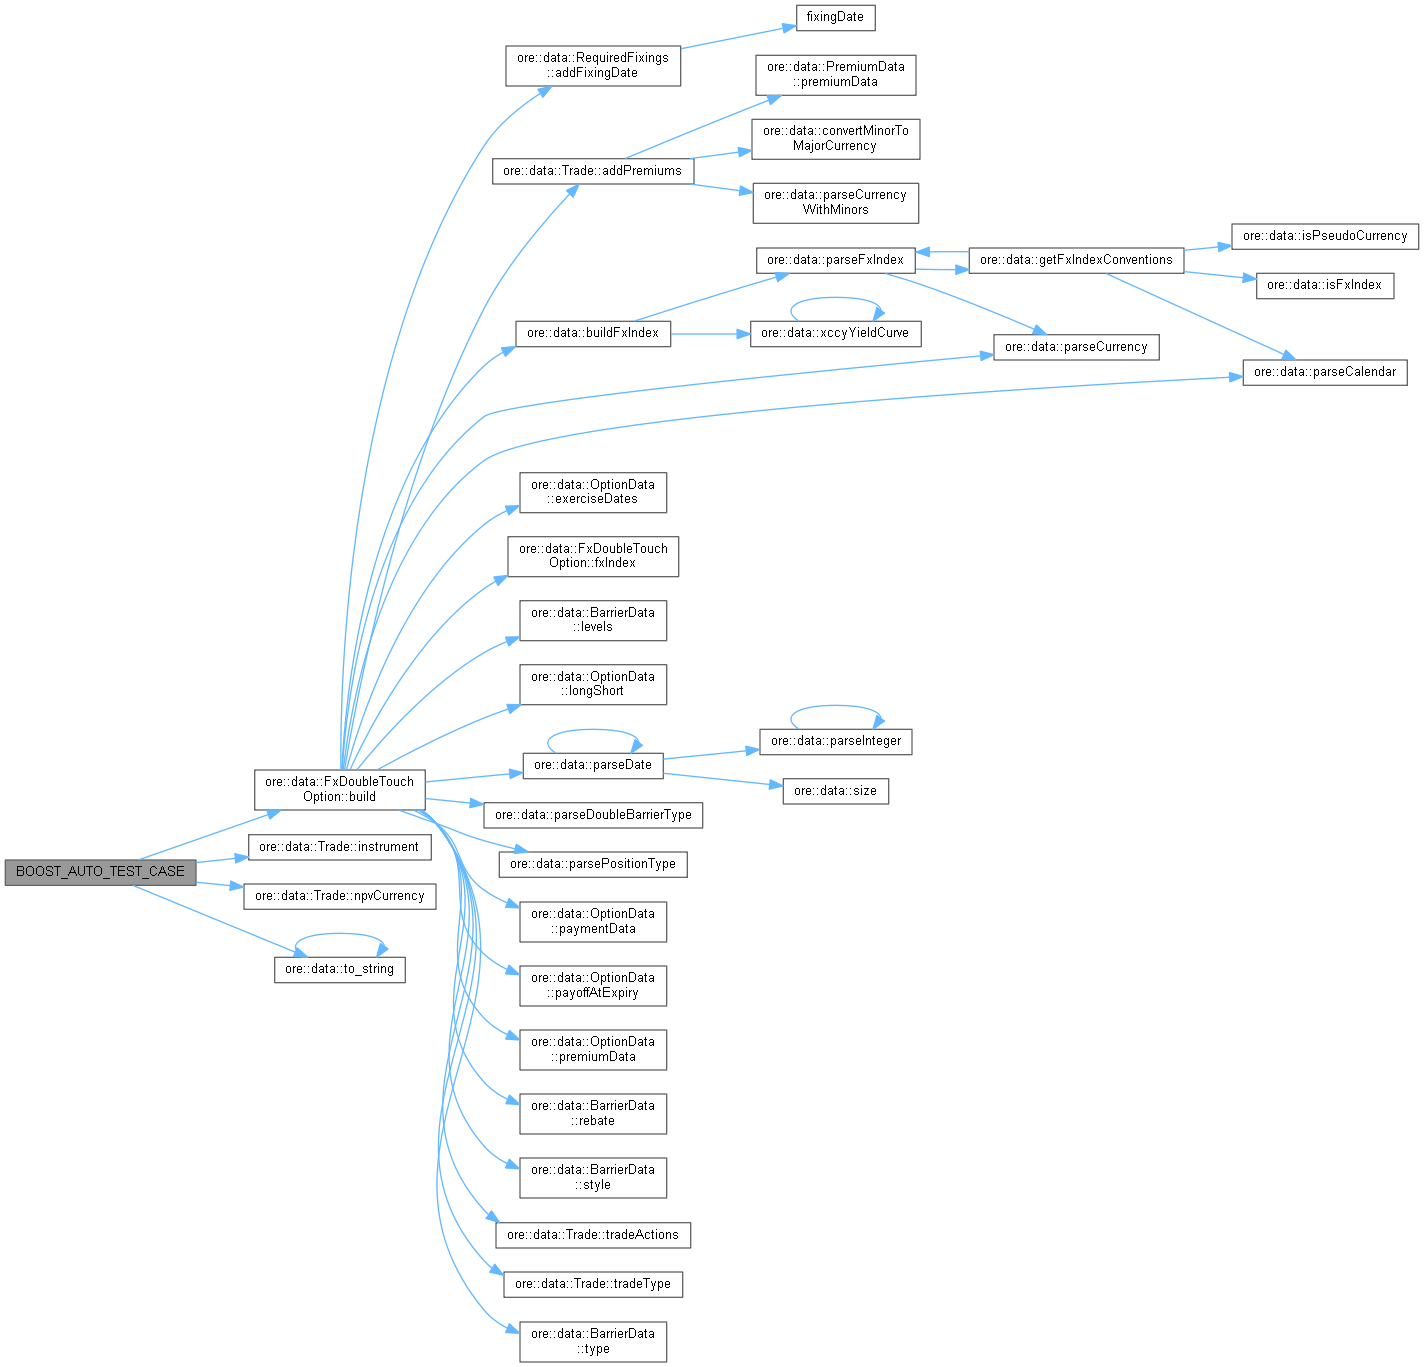 fixingDate
ore::data::RequiredFixings
::addFixingDate
ore::data::PremiumData
::premiumData
ore::data::convertMinorTo
MajorCurrency
ore::data::Trade::addPremiums
ore::data::parseCurrency
WithMinors
ore::data::isPseudoCurrency
ore::data::parseFxIndex
ore::data::getFxIndexConventions
ore::data::isFxIndex
ore::data::buildFxIndex
ore::data::xccyYieldCurve
ore::data::parseCurrency
ore::data::parseCalendar
ore::data::OptionData
::exerciseDates
ore::data::FxDoubleTouch
Option::fxIndex
ore::data::BarrierData
::levels
ore::data::OptionData
::longShort
ore::data::parseInteger
ore::data::parseDate
ore::data::FxDoubleTouch
Option::build
ore::data::size
ore::data::parseDoubleBarrierType
ore::data::Trade::instrument
ore::data::parsePositionType
BOOST_AUTO_TEST_CASE
ore::data::Trade::npvCurrency
ore::data::OptionData
::paymentData
ore::data::to_string
ore::data::OptionData
::payoffAtExpiry
ore::data::OptionData
::premiumData
ore::data::BarrierData
::rebate
ore::data::BarrierData
::style
ore::data::Trade::tradeActions
ore::data::Trade::tradeType
ore::data::BarrierData
::type